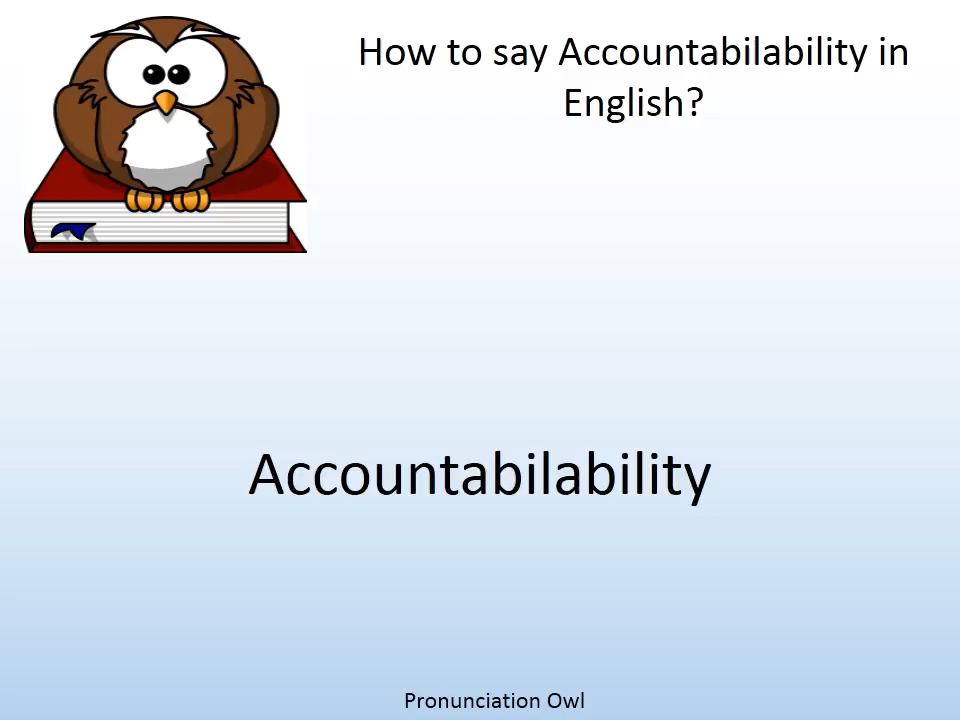 How to say Accountabilability in
English?
Accountabilability
Pronunciation Owl